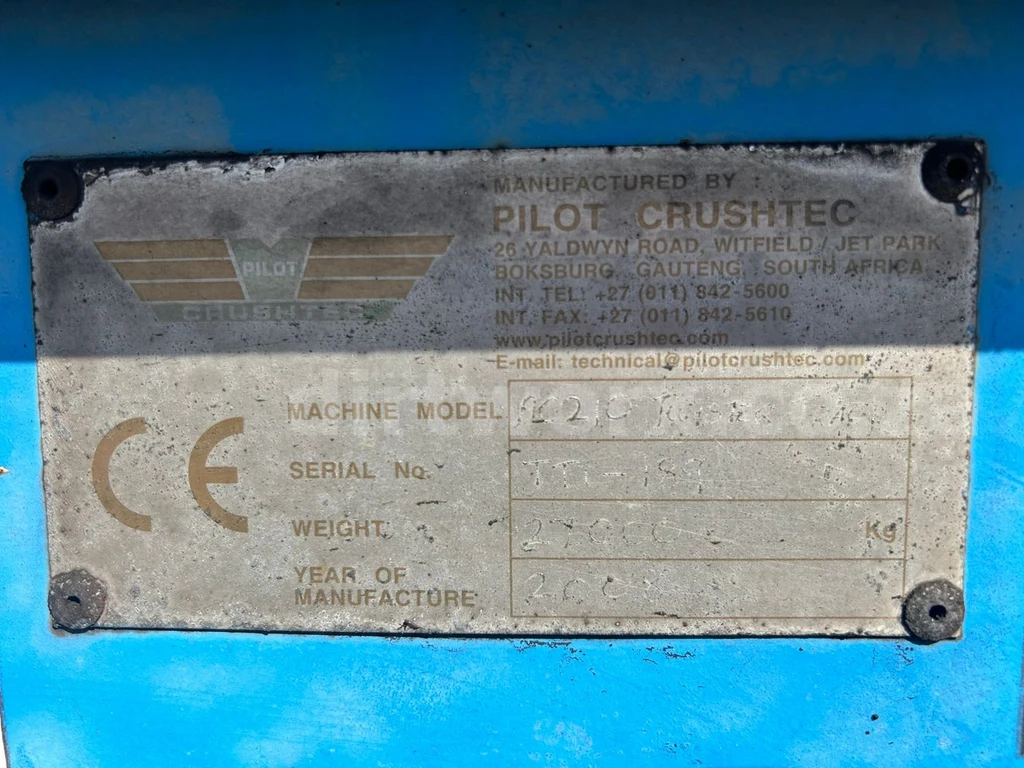 MANUFACTURED BY :
PILOT CRUSHTEC
26 YALDWYN ROAD, WITFIELD / JET PARK
BOKSBURG, GAUTENG, SOUTH AFRICA
INT. TEL: +27 (011) 842-5600
INT. FAX: +27 (011) 842-5610
www.pilotcrushtec.com
E-mail: technical@pilotcrushtec.com
PILOT
CRUSHTEC
CE
MACHINE MODEL
SERIAL No.
WEIGHT 27000 Kg
YEAR OF
MANUFACTURE